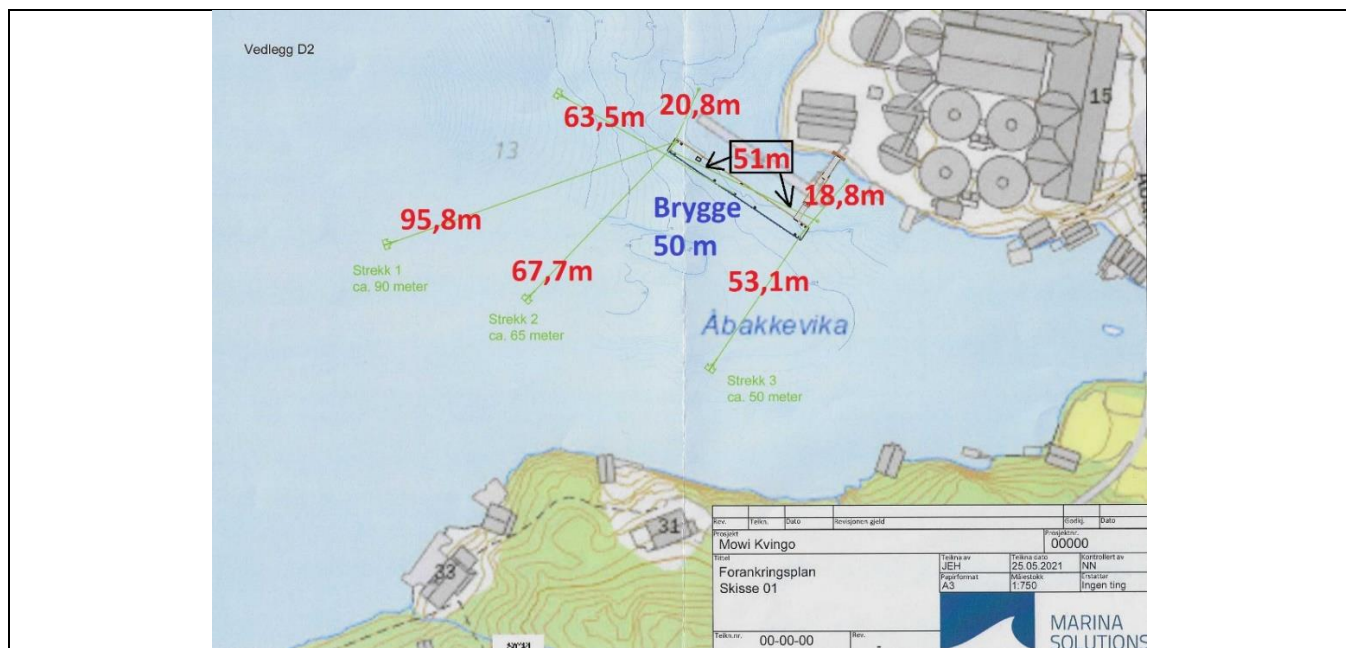 Vedlegg D2
63,5m
20,8m
15
13
51m
18,8m
Brygge
50 m
95,8m
67,7m
53,1m
Strekk 1
ca. 90 meter
Strekk 2
ca. 65 meter
Åbakkevika
Strekk 3
ca. 50 meter
31
33
Rev. Teikn. Dato Revisjonen gjeld Godkj. Dato
Prosjekt
Mowi Kvingo
Prosjektnr.
00000
Tittel
Forankringsplan
Skisse 01
Teikna av
JEH
Teikna dato
25.05.2021
Kontrollert av
NN
Papirformat
A3
Målestokk
1:750
Erstattar
Ingen ting
Teikn.nr.
00-00-00
Rev.
-
MARINA
SOLUTIONS